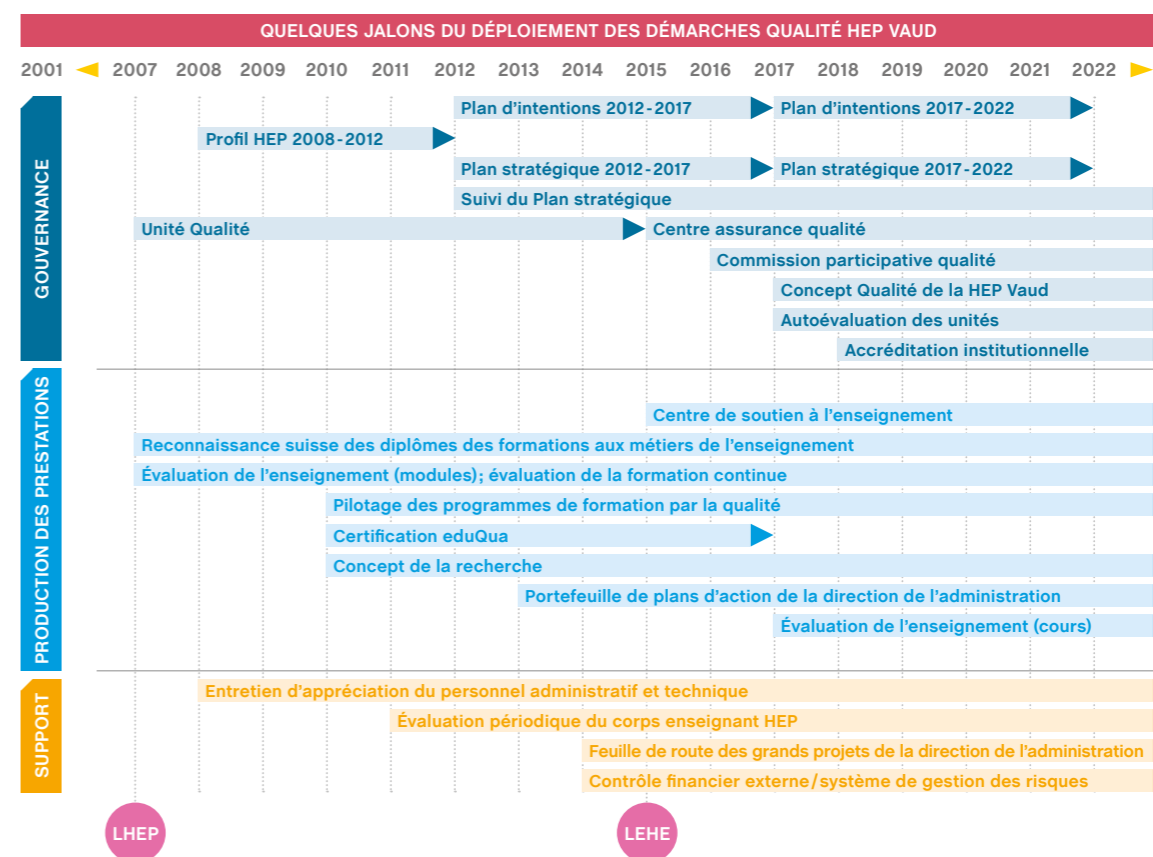 QUELQUES JALONS DU DÉPLOIEMENT DES DÉMARCHES QUALITÉ HEP VAUD
2001 2007 2008 2009 2010 2011 2012 2013 2014 2015 2016 2017 2018 2019 2020 2021 2022
GOUVERNANCE
Plan d'intentions 2012-2017 Plan d'intentions 2017-2022
Profil HEP 2008-2012
Plan stratégique 2012-2017 Plan stratégique 2017-2022
Suivi du Plan stratégique
Unité Qualité Centre assurance qualité
Commission participative qualité
Concept Qualité de la HEP Vaud
Autoévaluation des unités
Accréditation institutionnelle
PRODUCTION DES PRESTATIONS
Centre de soutien à l'enseignement
Reconnaissance suisse des diplômes des formations aux métiers de l'enseignement
Évaluation de l'enseignement (modules); évaluation de la formation continue
Pilotage des programmes de formation par la qualité
Certification eduQua
Concept de la recherche
Portefeuille de plans d'action de la direction de l'administration
Évaluation de l'enseignement (cours)
SUPPORT
Entretien d'appréciation du personnel administratif et technique
Évaluation périodique du corps enseignant HEP
Feuille de route des grands projets de la direction de l'administration
Contrôle financier externe/système de gestion des risques
LHEP LEHE